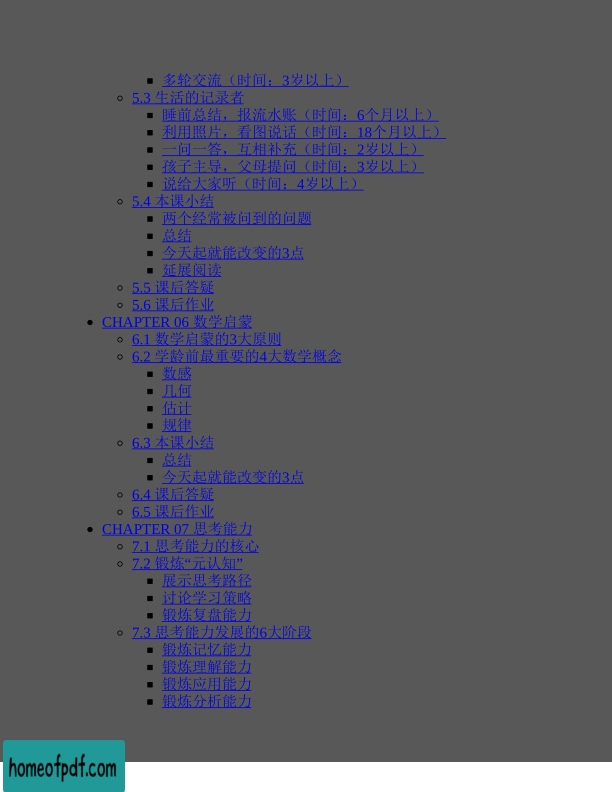 多轮交流（时间：3岁以上）
5.3 生活的记录者
睡前总结，报流水账（时间：6个月以上）
利用照片，看图说话（时间：18个月以上）
一问一答，互相补充（时间：2岁以上）
孩子主导，父母提问（时间：3岁以上）
说给大家听（时间：4岁以上）
5.4 本课小结
两个经常被问到的问题
总结
今天起就能改变的3点
延展阅读
5.5 课后答疑
5.6 课后作业
CHAPTER 06 数学启蒙
6.1 数学启蒙的3大原则
6.2 学龄前最重要的4大数学概念
数感
几何
估计
规律
6.3 本课小结
总结
今天起就能改变的3点
6.4 课后答疑
6.5 课后作业
CHAPTER 07 思考能力
7.1 思考能力的核心
7.2 锻炼“元认知”
展示思考路径
讨论学习策略
锻炼复盘能力
7.3 思考能力发展的6大阶段
锻炼记忆能力
锻炼理解能力
锻炼应用能力
锻炼分析能力
homeofpdf.com